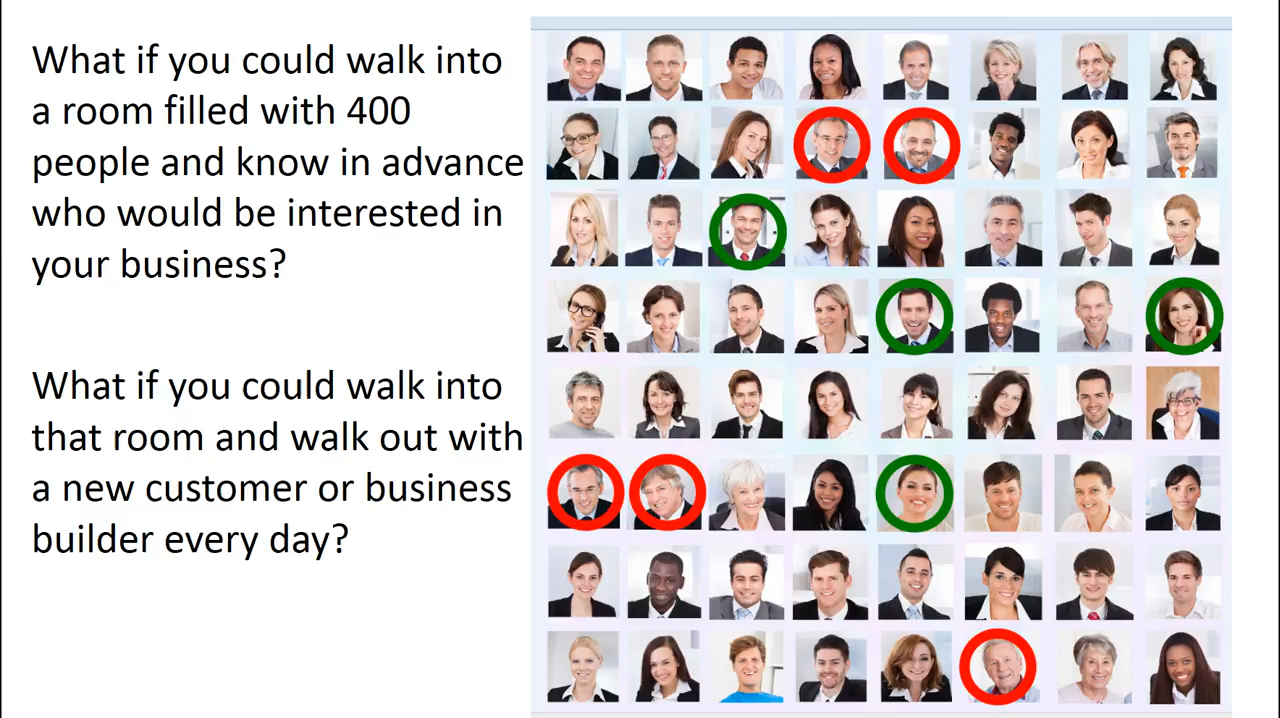 What if you could walk into
a room filled with 400
people and know in advance
who would be interested in
your business?
What if you could walk into
that room and walk out with
a new customer or business
builder every day?